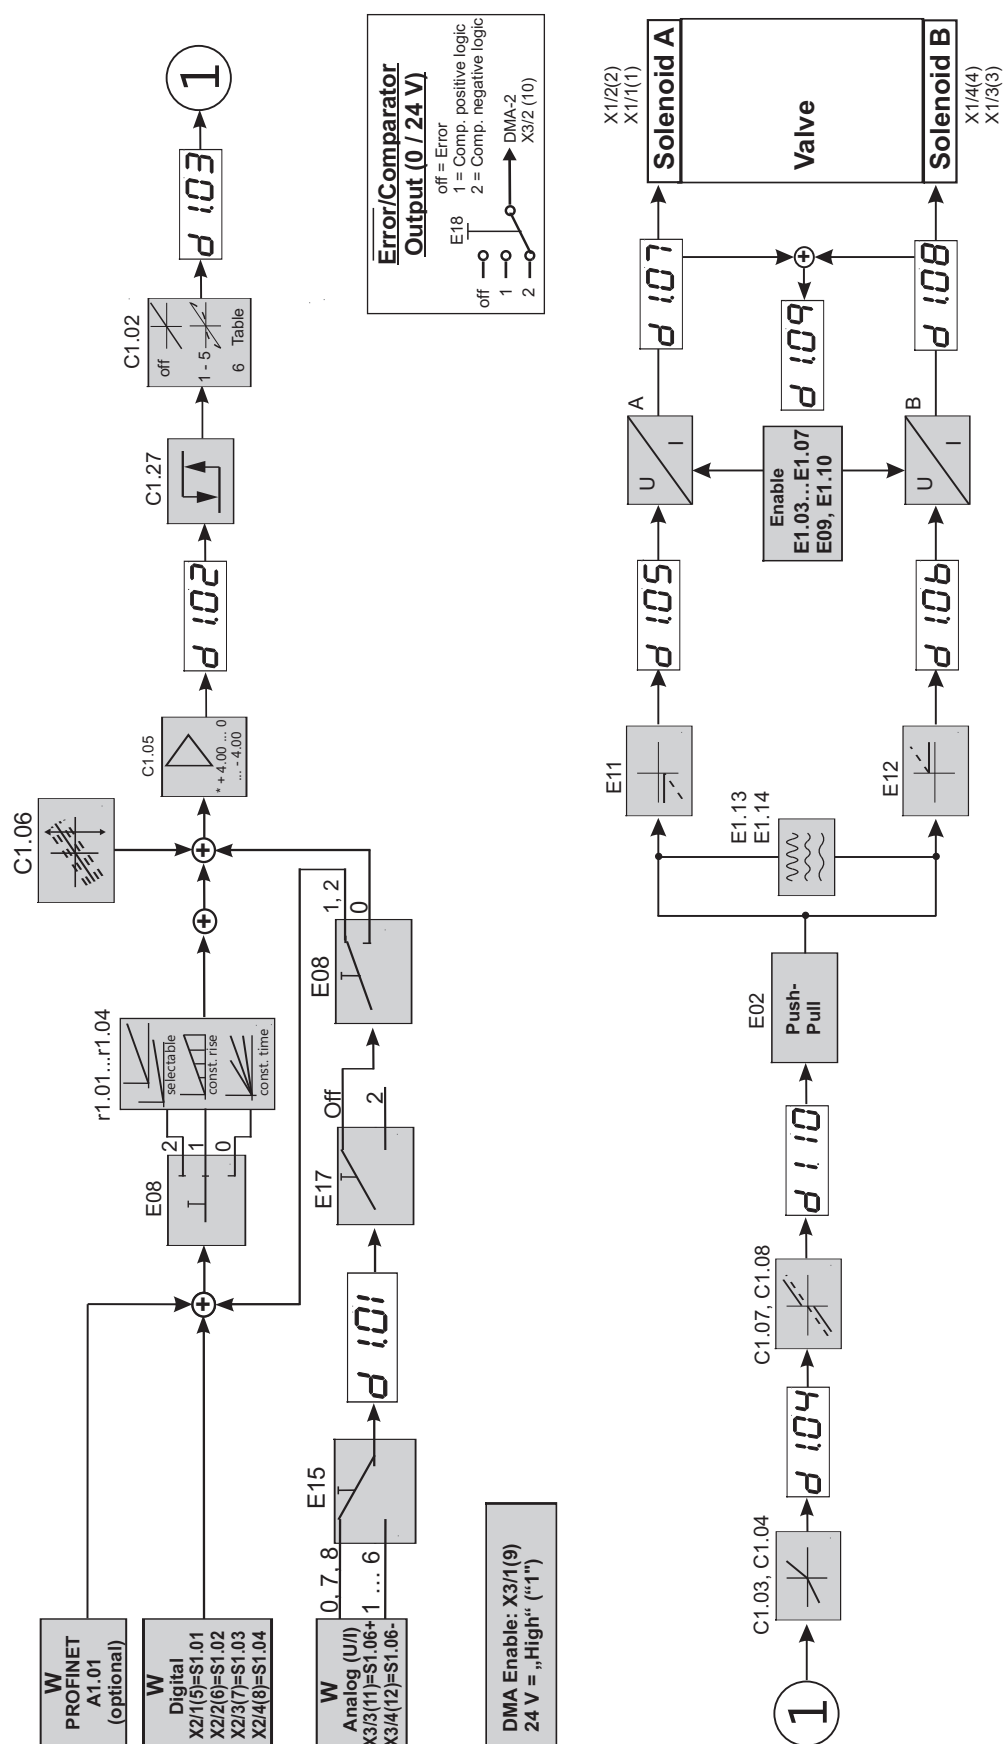 W
PROFINET
A1.01
(optional)
W
Digital
X2/1(5)=S1.01
X2/2(6)=S1.02
X2/3(7)=S1.03
X2/4(8)=S1.04
W
Analog (U/I)
X3/3(11)=S1.06+
X3/4(12)=S1.06-
0, 7, 8
1 ... 6
E15
d 1.01
E17
Off
2
E08
1, 2
0
E08
2
1
0
r1.01...r1.04
selectable
const. rise
const. time
C1.06
C1.05
* + 4.00 ... 0
... - 4.00
d 1.02
C1.27
C1.02
off
1 - 5
6 Table
d 1.03
1
DMA Enable: X3/1(9)
24 V = „High“ (“1")
Error/Comparator
Output (0 / 24 V)
off = Error
1 = Comp. positive logic
2 = Comp. negative logic
E18
off
1
2
DMA-2
X3/2 (10)
1
C1.03, C1.04
d 1.04
C1.07, C1.08
d 1.10
E02
Push-
Pull
E1.13
E1.14
E11
d 1.05
U
I
A
d 1.07
E12
d 1.06
U
I
B
d 1.08
Enable
E1.03...E1.07
E09, E1.10
d 1.09
Solenoid A
Valve
Solenoid B
X1/2(2)
X1/1(1)
X1/4(4)
X1/3(3)